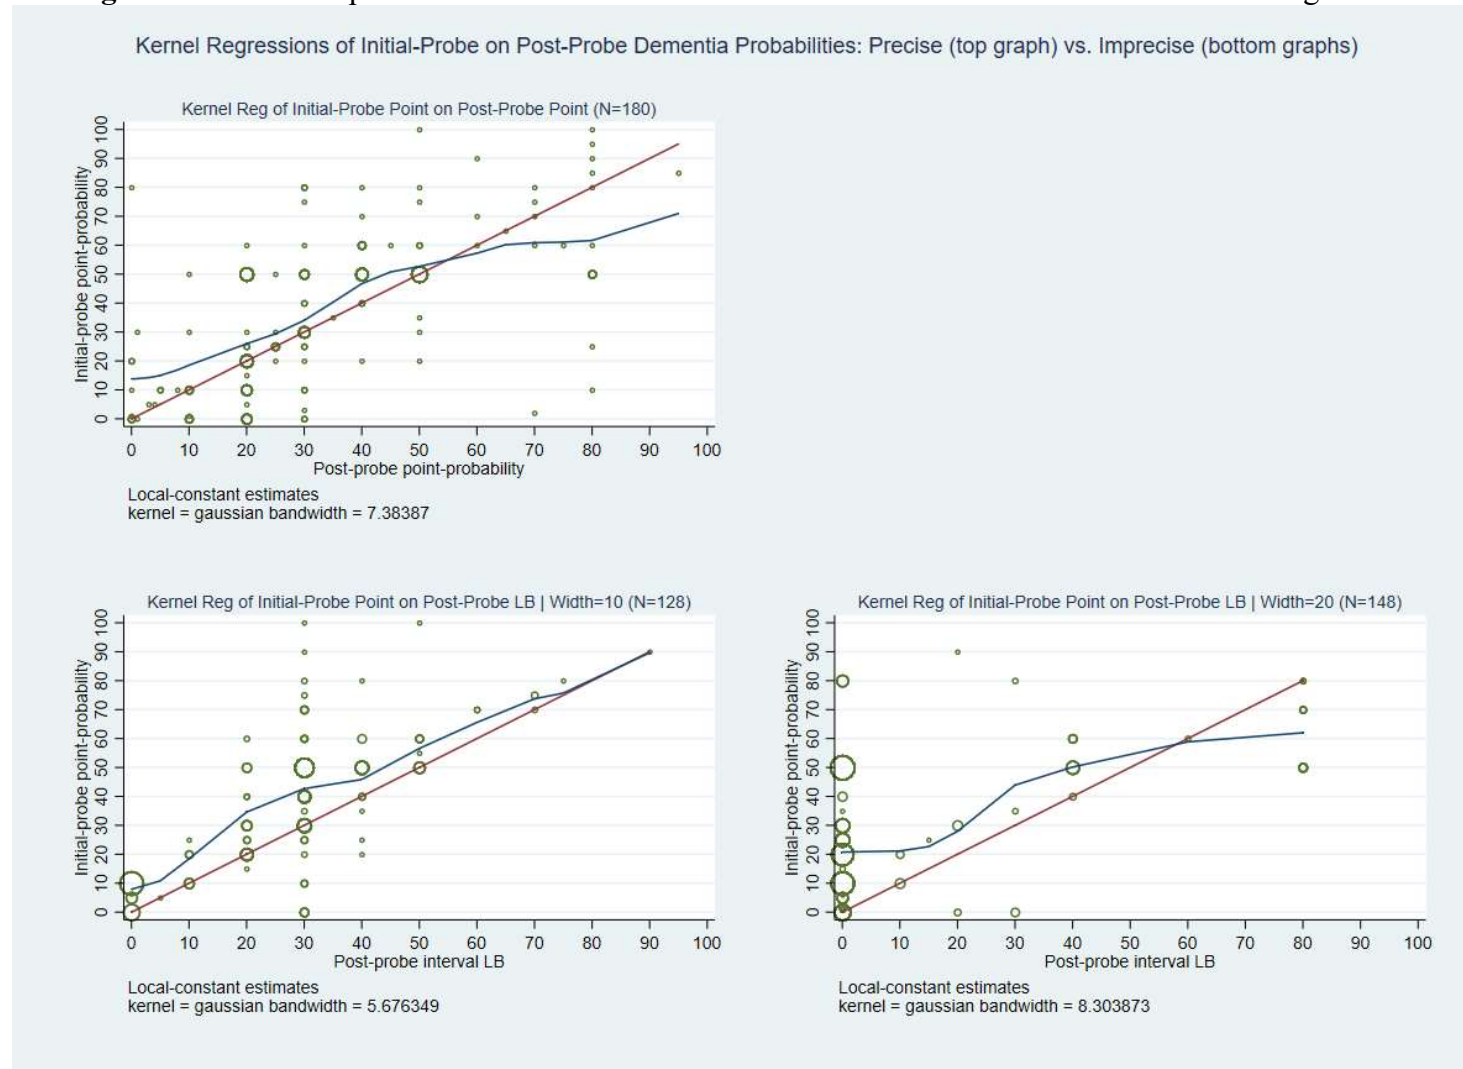 Kernel Regressions of Initial-Probe on Post-Probe Dementia Probabilities: Precise (top graph) vs. Imprecise (bottom graphs)
Kernel Reg of Initial-Probe Point on Post-Probe Point (N=180)
Initial-probe point-probability
0 10 20 30 40 50 60 70 80 90 100
0 10 20 30 40 50 60 70 80 90 100
Post-probe point-probability
Local-constant estimates
kernel = gaussian bandwidth = 7.38387
Kernel Reg of Initial-Probe Point on Post-Probe LB | Width=10 (N=128)
Initial-probe point-probability
0 10 20 30 40 50 60 70 80 90 100
0 10 20 30 40 50 60 70 80 90 100
Post-probe interval LB
Local-constant estimates
kernel = gaussian bandwidth = 5.676349
Kernel Reg of Initial-Probe Point on Post-Probe LB | Width=20 (N=148)
Initial-probe point-probability
0 10 20 30 40 50 60 70 80 90 100
0 10 20 30 40 50 60 70 80 90 100
Post-probe interval LB
Local-constant estimates
kernel = gaussian bandwidth = 8.303873